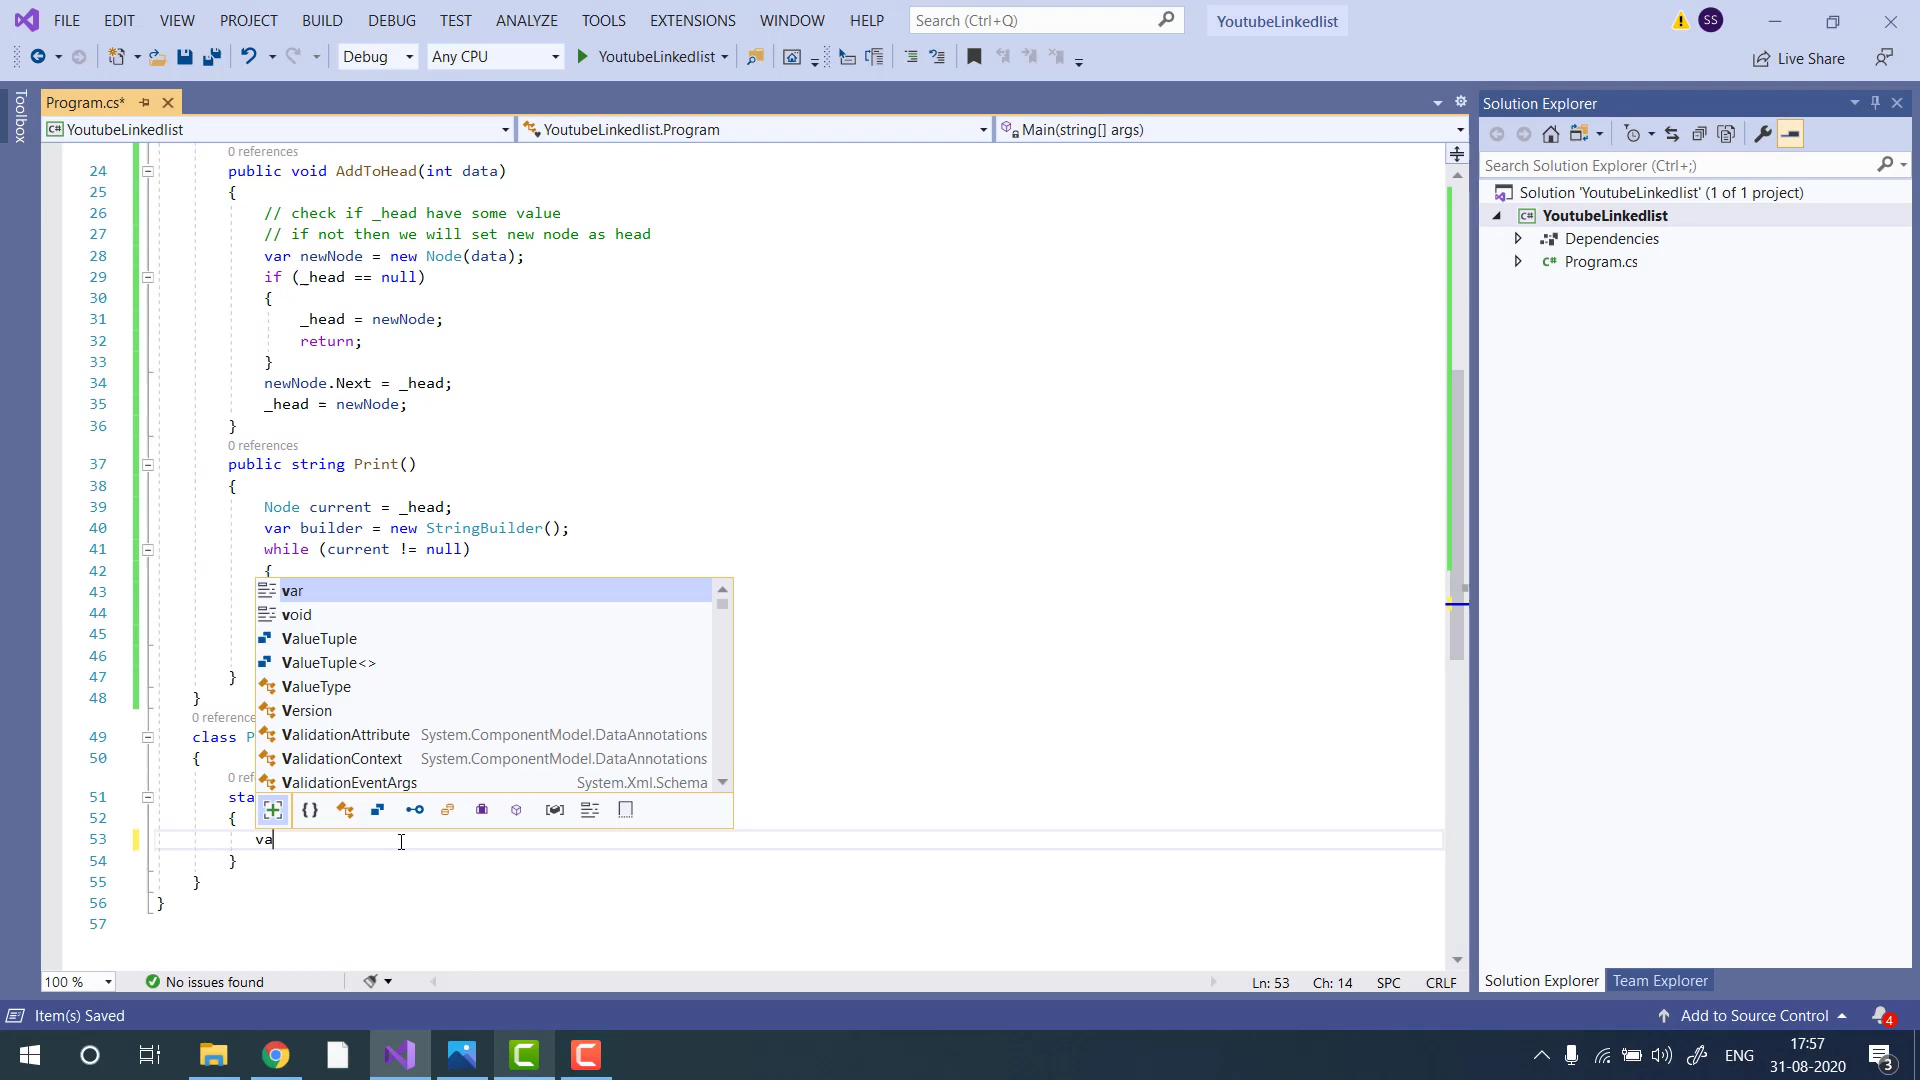 FILE EDIT VIEW PROJECT BUILD DEBUG TEST ANALYZE TOOLS EXTENSIONS WINDOW HELP Search (Ctrl+Q) YoutubeLinkedlist SS
Debug Any CPU YoutubeLinkedlist Live Share
Toolbox
Program.cs*
YoutubeLinkedlist YoutubeLinkedlist.Program Main(string[] args)
0 references
24 public void AddToHead(int data)
25 {
26 // check if _head have some value
27 // if not then we will set new node as head
28 var newNode = new Node(data);
29 if (_head == null)
30 {
31 _head = newNode;
32 return;
33 }
34 newNode.Next = _head;
35 _head = newNode;
36 }
0 references
37 public string Print()
38 {
39 Node current = _head;
40 var builder = new StringBuilder();
41 while (current != null)
42 {
43
44
45
46
47 }
48 }
0 reference
49 class P
50 {
0 ref
51 sta
52 {
53 va
54 }
55 }
56 }
57
var
void
ValueTuple
ValueTuple<>
ValueType
Version
ValidationAttribute System.ComponentModel.DataAnnotations
ValidationContext System.ComponentModel.DataAnnotations
ValidationEventArgs System.Xml.Schema
100 % No issues found Ln: 53 Ch: 14 SPC CRLF
Solution Explorer
Search Solution Explorer (Ctrl+;)
Solution 'YoutubeLinkedlist' (1 of 1 project)
C# YoutubeLinkedlist
Dependencies
C# Program.cs
Solution Explorer Team Explorer
Item(s) Saved Add to Source Control 4
ENG 17:57
31-08-2020 3